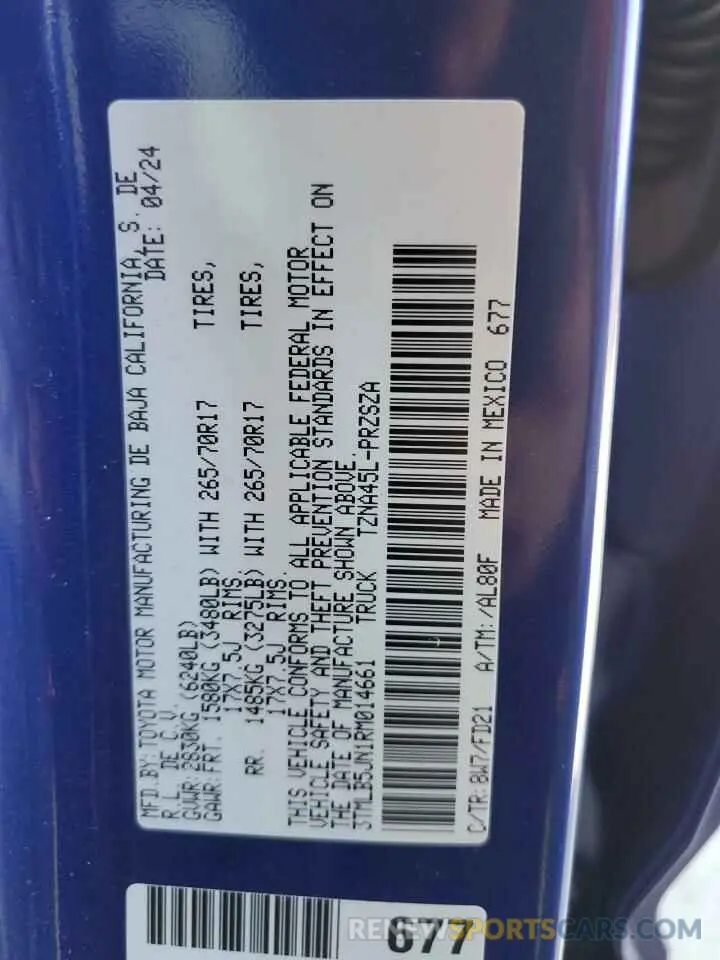 MFD.BY: TOYOTA MOTOR MANUFACTURING DE BAJA CALIFORNIA, S. DE
R.L. DE C.V. DATE: 04/24
GVWR: 2830KG (6240LB)
GAWR: FRT. 1580KG (3480LB) WITH 265/70R17 TIRES,
17X7.5J RIMS.
RR. 1485KG (3275LB) WITH 265/70R17 TIRES,
17X7.5J RIMS.
THIS VEHICLE CONFORMS TO ALL APPLICABLE FEDERAL MOTOR
VEHICLE SAFETY AND THEFT PREVENTION STANDARDS IN EFFECT ON
THE DATE OF MANUFACTURE SHOWN ABOVE.
3TMLB5JN1RM014661 TRUCK TZNA45L-PRZSZA
C/TR: 8W7/FD21 A/TM: /AL80F MADE IN MEXICO 677
677
RENEWSPORTSCARS.COM